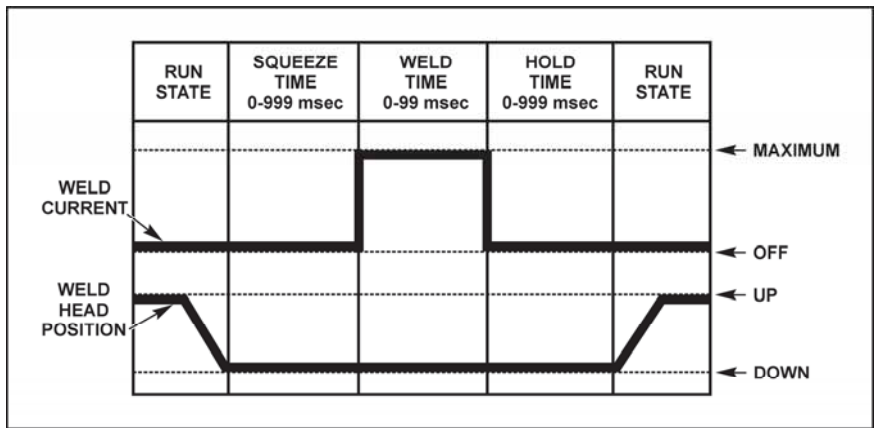 RUN
STATE
SQUEEZE
TIME
0-999 msec
WELD
TIME
0-99 msec
HOLD
TIME
0-999 msec
RUN
STATE
MAXIMUM
WELD
CURRENT
OFF
WELD
HEAD
POSITION
UP
DOWN